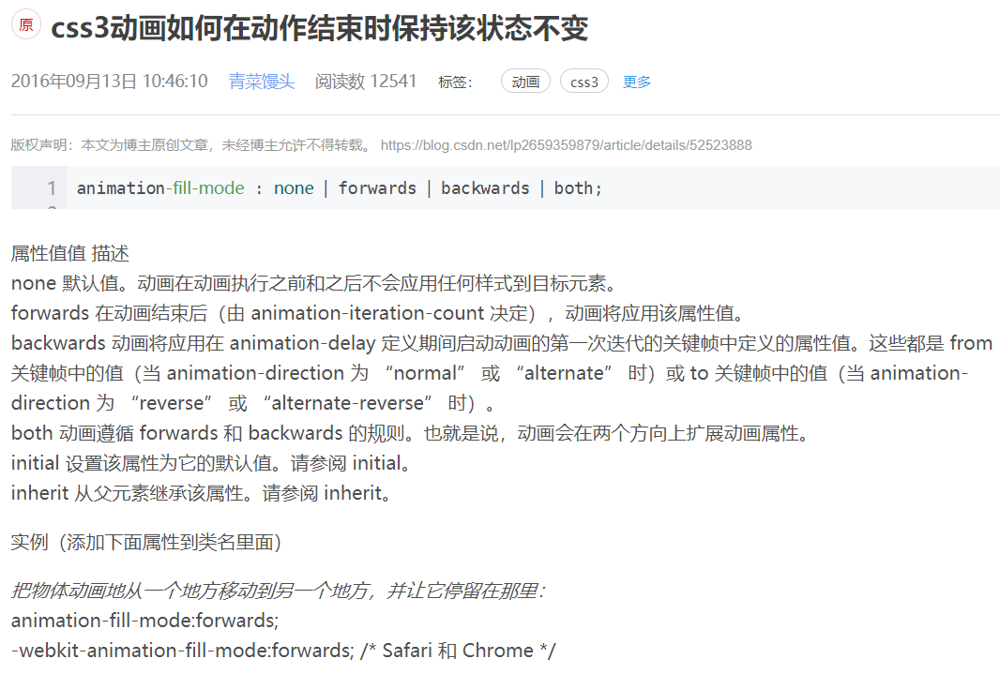 原 css3动画如何在动作结束时保持该状态不变
2016年09月13日 10:46:10 青菜馒头 阅读数 12541 标签： 动画 css3 更多
版权声明：本文为博主原创文章，未经博主允许不得转载。 https://blog.csdn.net/lp2659359879/article/details/52523888
1 animation-fill-mode : none | forwards | backwards | both;
属性值值 描述
none 默认值。动画在动画执行之前和之后不会应用任何样式到目标元素。
forwards 在动画结束后（由 animation-iteration-count 决定），动画将应用该属性值。
backwards 动画将应用在 animation-delay 定义期间启动动画的第一次迭代的关键帧中定义的属性值。这些都是 from
关键帧中的值（当 animation-direction 为 “normal” 或 “alternate” 时）或 to 关键帧中的值（当 animation-
direction 为 “reverse” 或 “alternate-reverse” 时）。
both 动画遵循 forwards 和 backwards 的规则。也就是说，动画会在两个方向上扩展动画属性。
initial 设置该属性为它的默认值。请参阅 initial。
inherit 从父元素继承该属性。请参阅 inherit。
实例（添加下面属性到类名里面）
把物体动画地从一个地方移动到另一个地方，并让它停留在那里：
animation-fill-mode:forwards;
-webkit-animation-fill-mode:forwards; /* Safari 和 Chrome */